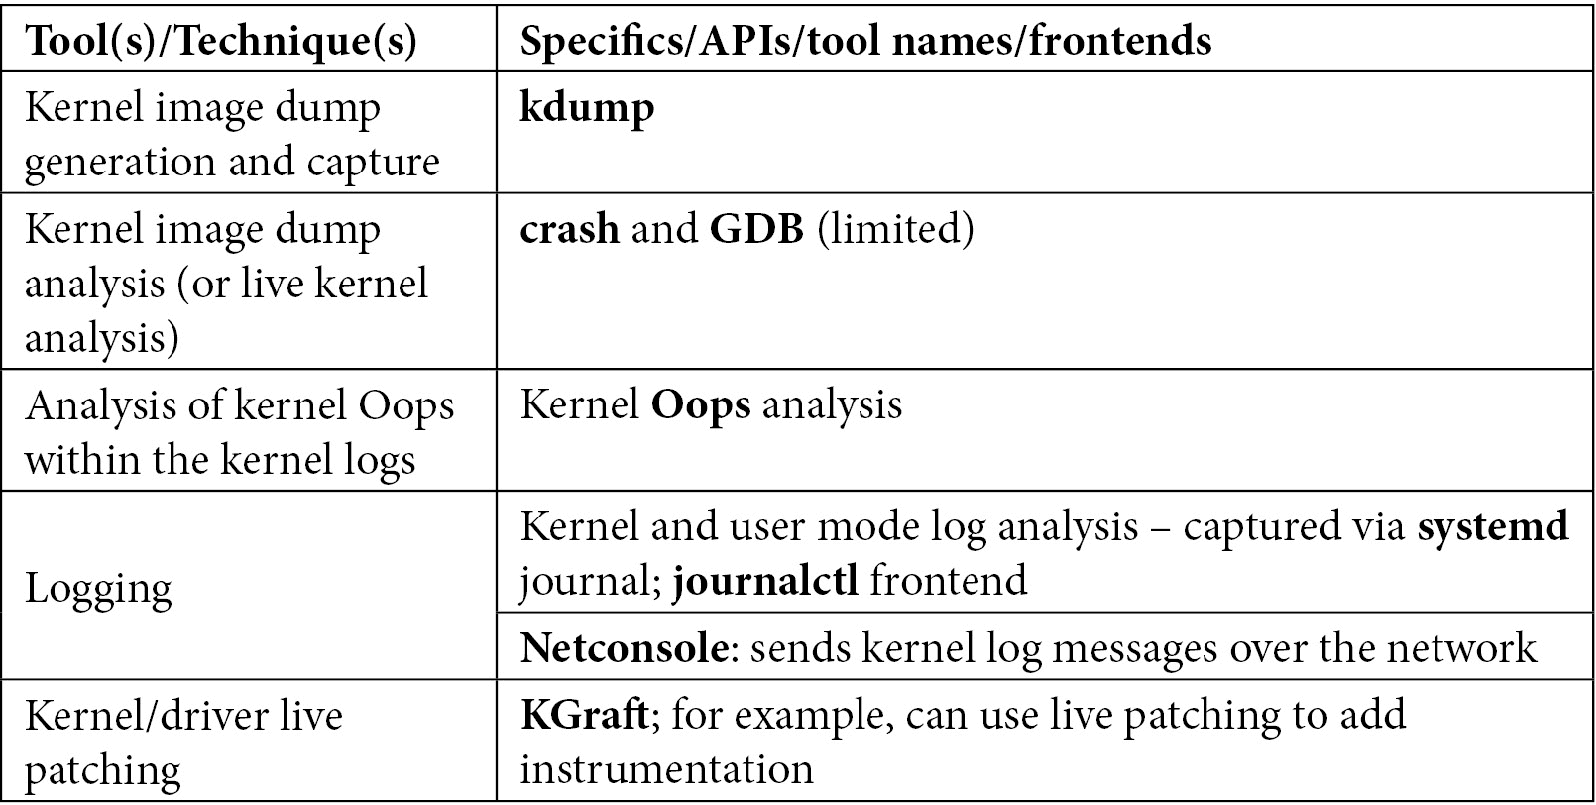 Tool(s)/Technique(s)
Specifics/APIs/tool names/frontends
Kernel image dump
generation and capture
kdump
Kernel image dump
analysis (or live kernel
analysis)
crash and GDB (limited)
Analysis of kernel Oops
within the kernel logs
Kernel Oops analysis
Logging
Kernel and user mode log analysis – captured via systemd
journal; journalctl frontend
Netconsole: sends kernel log messages over the network
Kernel/driver live
patching
KGraft; for example, can use live patching to add
instrumentation